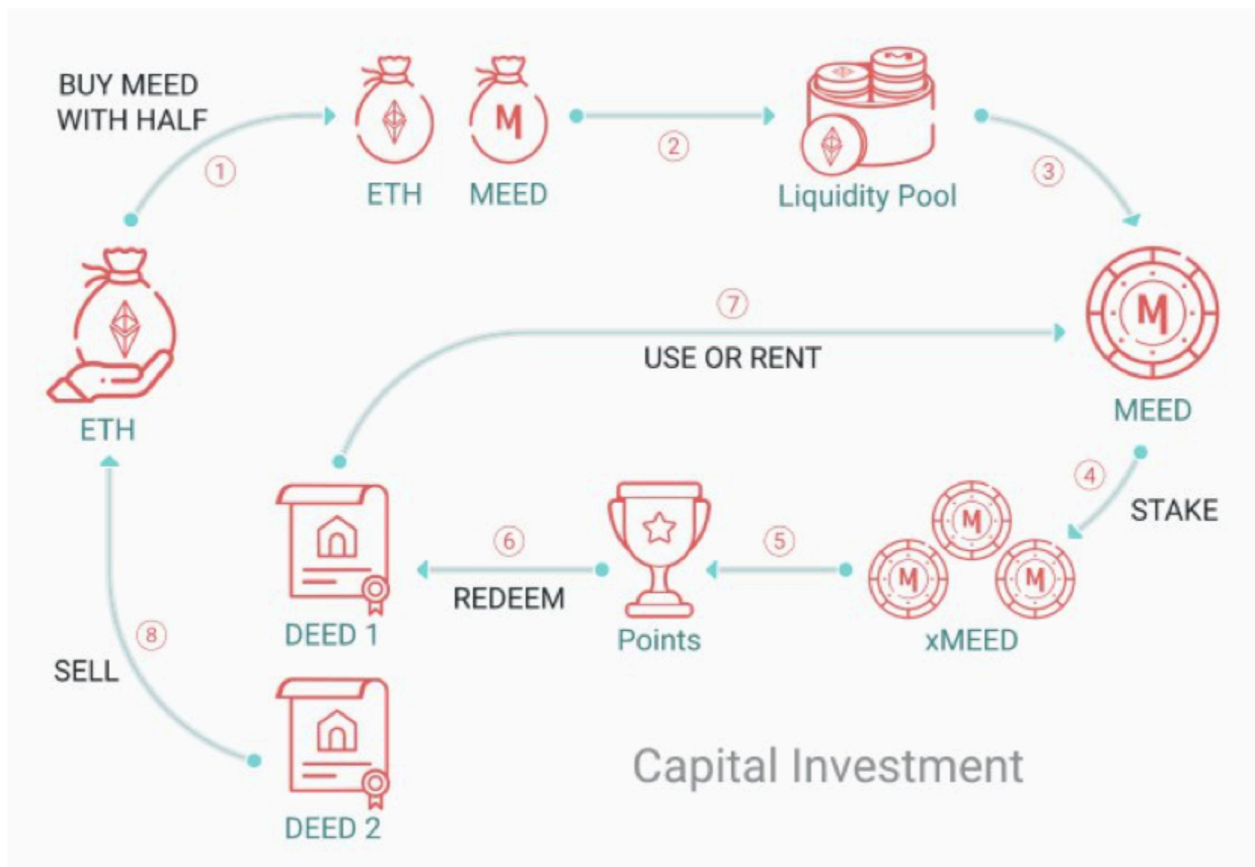 BUY MEED
WITH HALF
①
ETH
M
MEED
②
Liquidity Pool
③
ETH
⑦
USE OR RENT
M
MEED
④
STAKE
M
M
M
xMEED
⑤
Points
⑥
REDEEM
DEED 1
⑧
SELL
DEED 2
Capital Investment